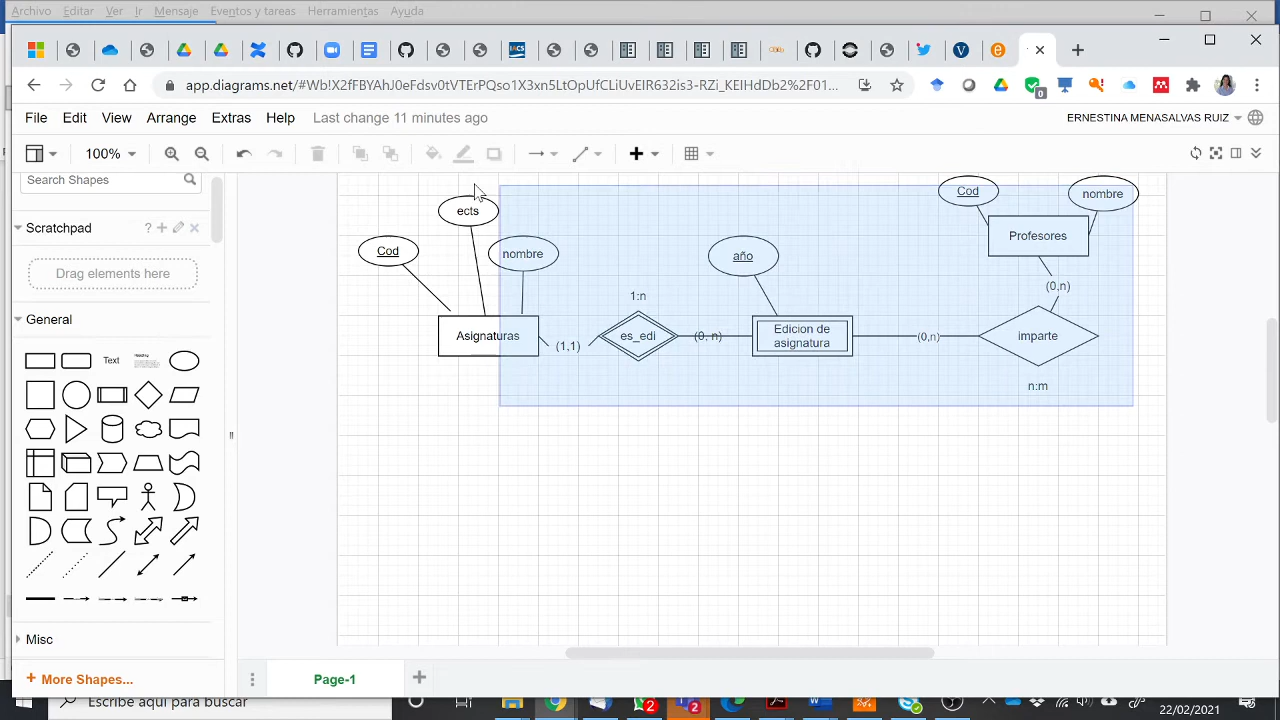 Archivo Editar Ver Ir Mensaje Eventos y tareas Herramientas Ayuda
app.diagrams.net/#WbIX2fFBYAhJ0eFdov0tVTFrPQso1X3xn5LtOpUfCLiUvEIR632is3-RZi_KEIHdDb2%2F01...
File Edit View Arrange Extras Help Last change 11 minutes ago
ERNESTINA MENASALVAS RUIZ
100%
Search Shapes
Scratchpad
Drag elements here
General
Text
Heading
Misc
+ More Shapes...
ects
Cod
nombre
año
Cod
nombre
Profesores
(0,n)
1:n
Asignaturas
(1,1)
es_edi
(0, n)
Edicion de
asignatura
(0,n)
imparte
n:m
Page-1
Escribe aquí para buscar
22/02/2021